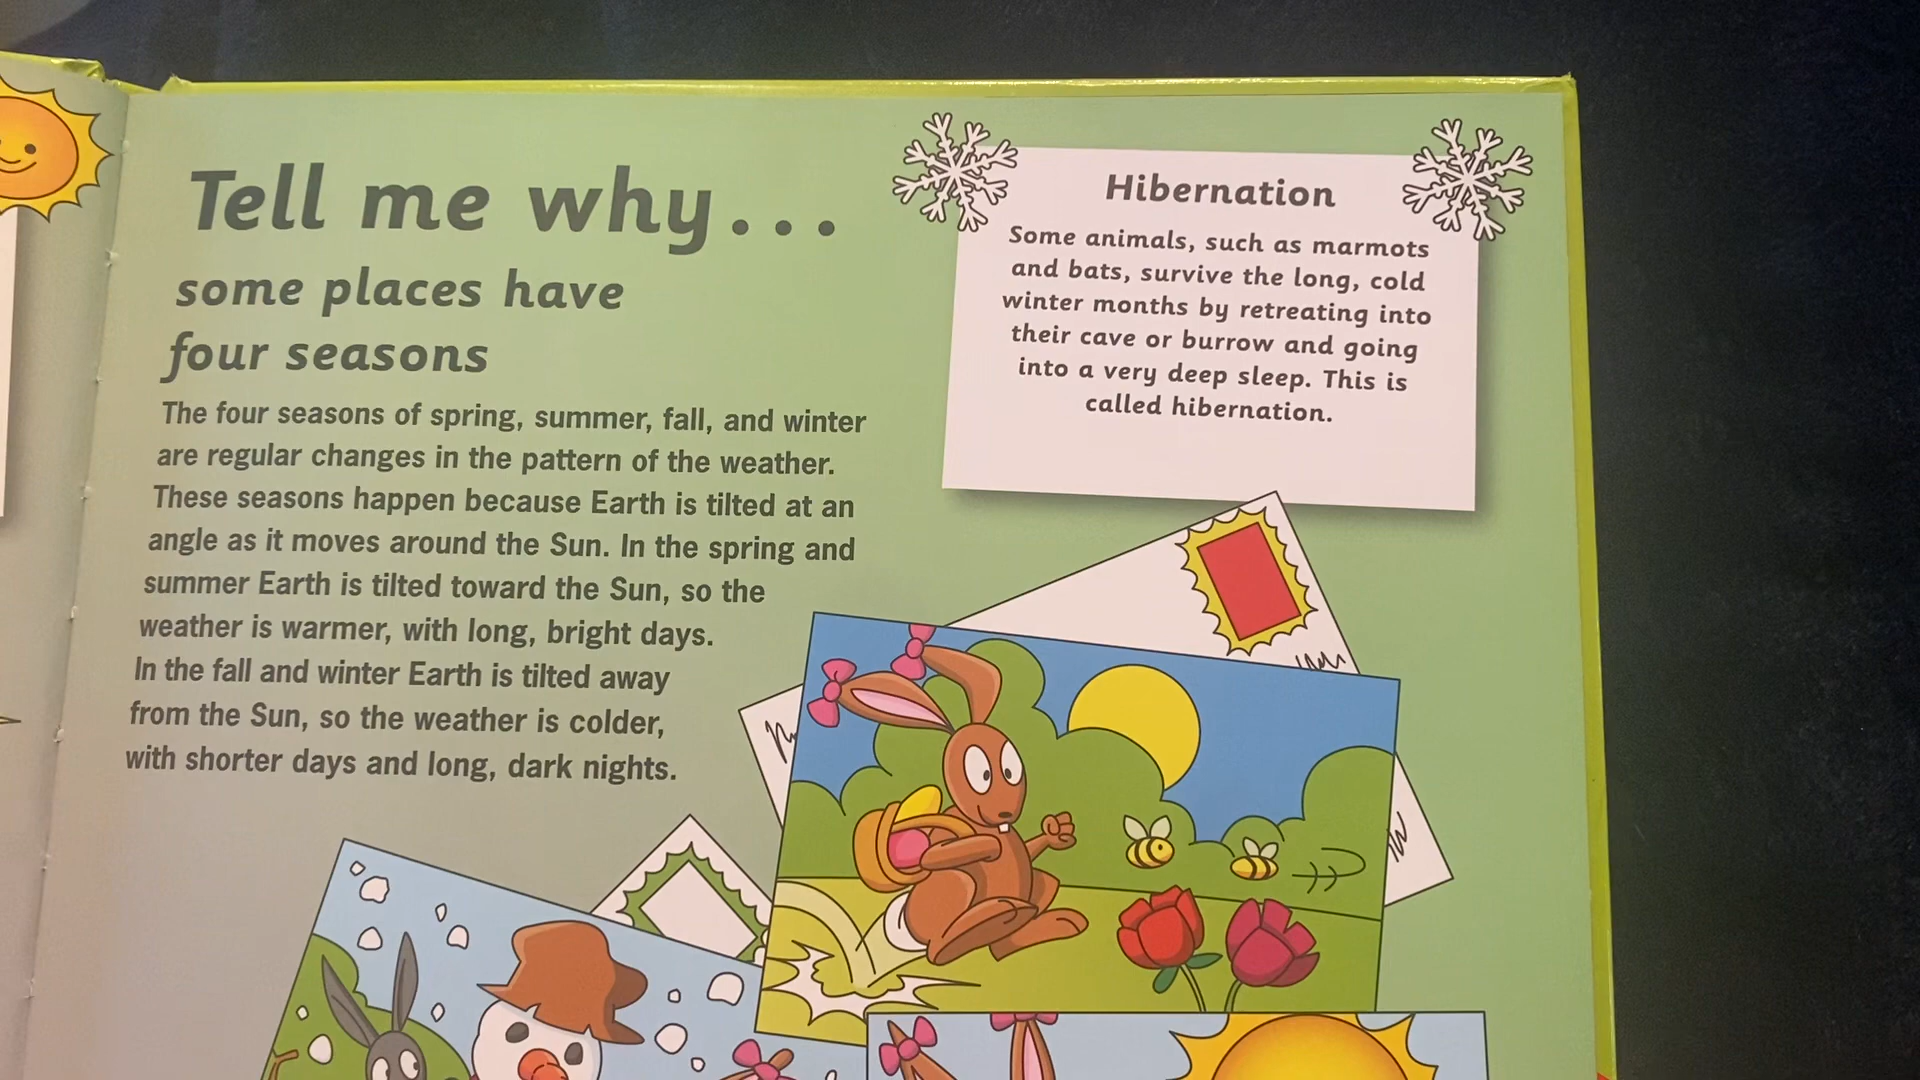 Tell me why...
some places have
four seasons
The four seasons of spring, summer, fall, and winter
are regular changes in the pattern of the weather.
These seasons happen because Earth is tilted at an
angle as it moves around the Sun. In the spring and
summer Earth is tilted toward the Sun, so the
weather is warmer, with long, bright days.
In the fall and winter Earth is tilted away
from the Sun, so the weather is colder,
with shorter days and long, dark nights.
Hibernation
Some animals, such as marmots
and bats, survive the long, cold
winter months by retreating into
their cave or burrow and going
into a very deep sleep. This is
called hibernation.